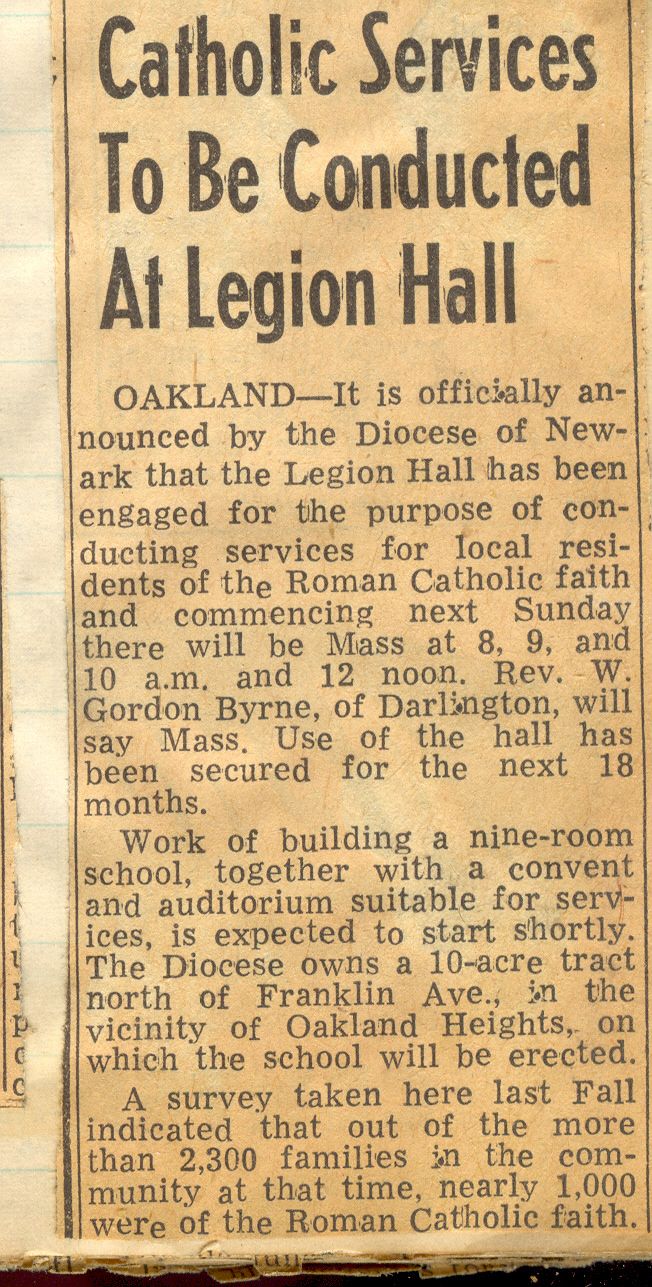 Catholic Services
To Be Conducted
At Legion Hall
OAKLAND—It is officially an-
nounced by the Diocese of New-
ark that the Legion Hall has been
engaged for the purpose of con-
ducting services for local resi-
dents of the Roman Catholic faith
and commencing next Sunday
there will be Mass at 8, 9, and
10 a.m. and 12 noon. Rev. W.
Gordon Byrne, of Darlington, will
say Mass. Use of the hall has
been secured for the next 18
months.
Work of building a nine-room
school, together with a convent
and auditorium suitable for serv-
ices, is expected to start shortly.
The Diocese owns a 10-acre tract
north of Franklin Ave., in the
vicinity of Oakland Heights, on
which the school will be erected.
A survey taken here last Fall
indicated that out of the more
than 2,300 families in the com-
munity at that time, nearly 1,000
were of the Roman Catholic faith.